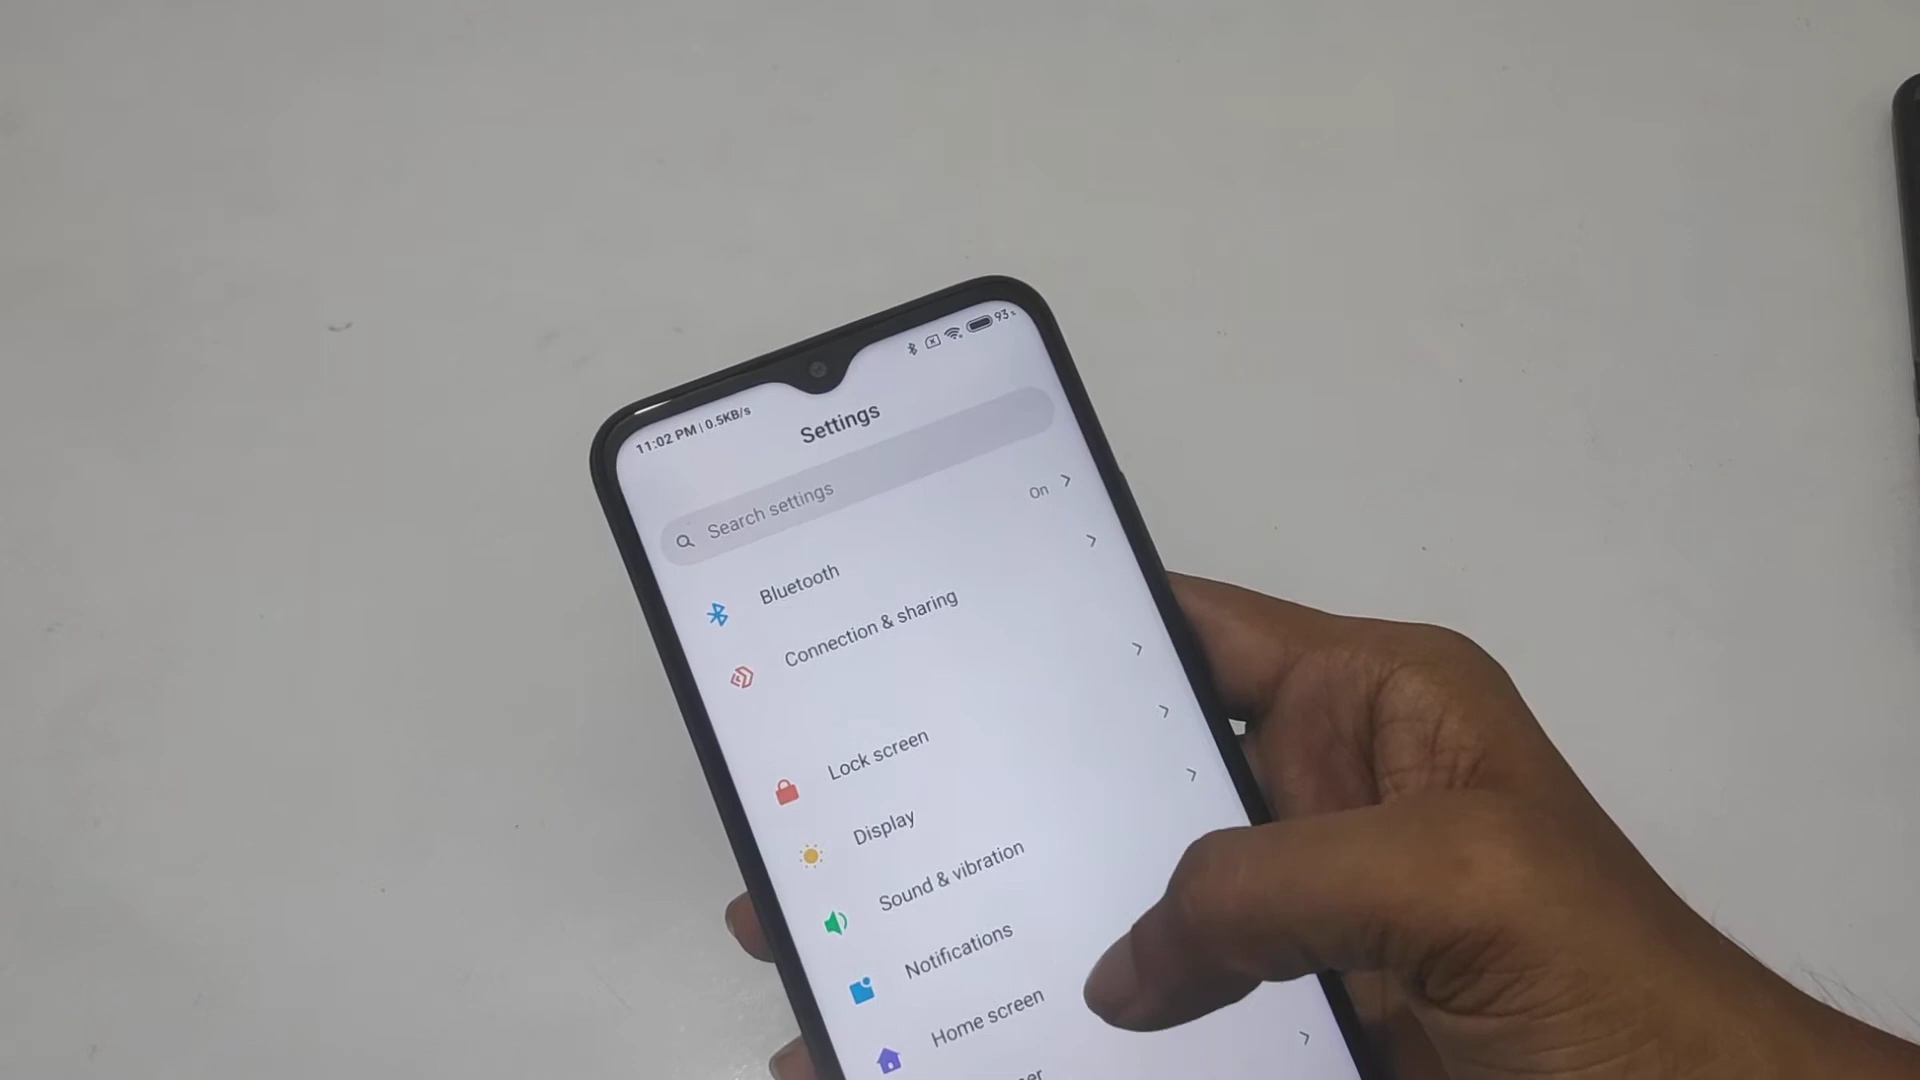 11:02 PM | 0.5KB/s
93
Settings
Search settings
Bluetooth
On
Connection & sharing
Lock screen
Display
Sound & vibration
Notifications
Home screen